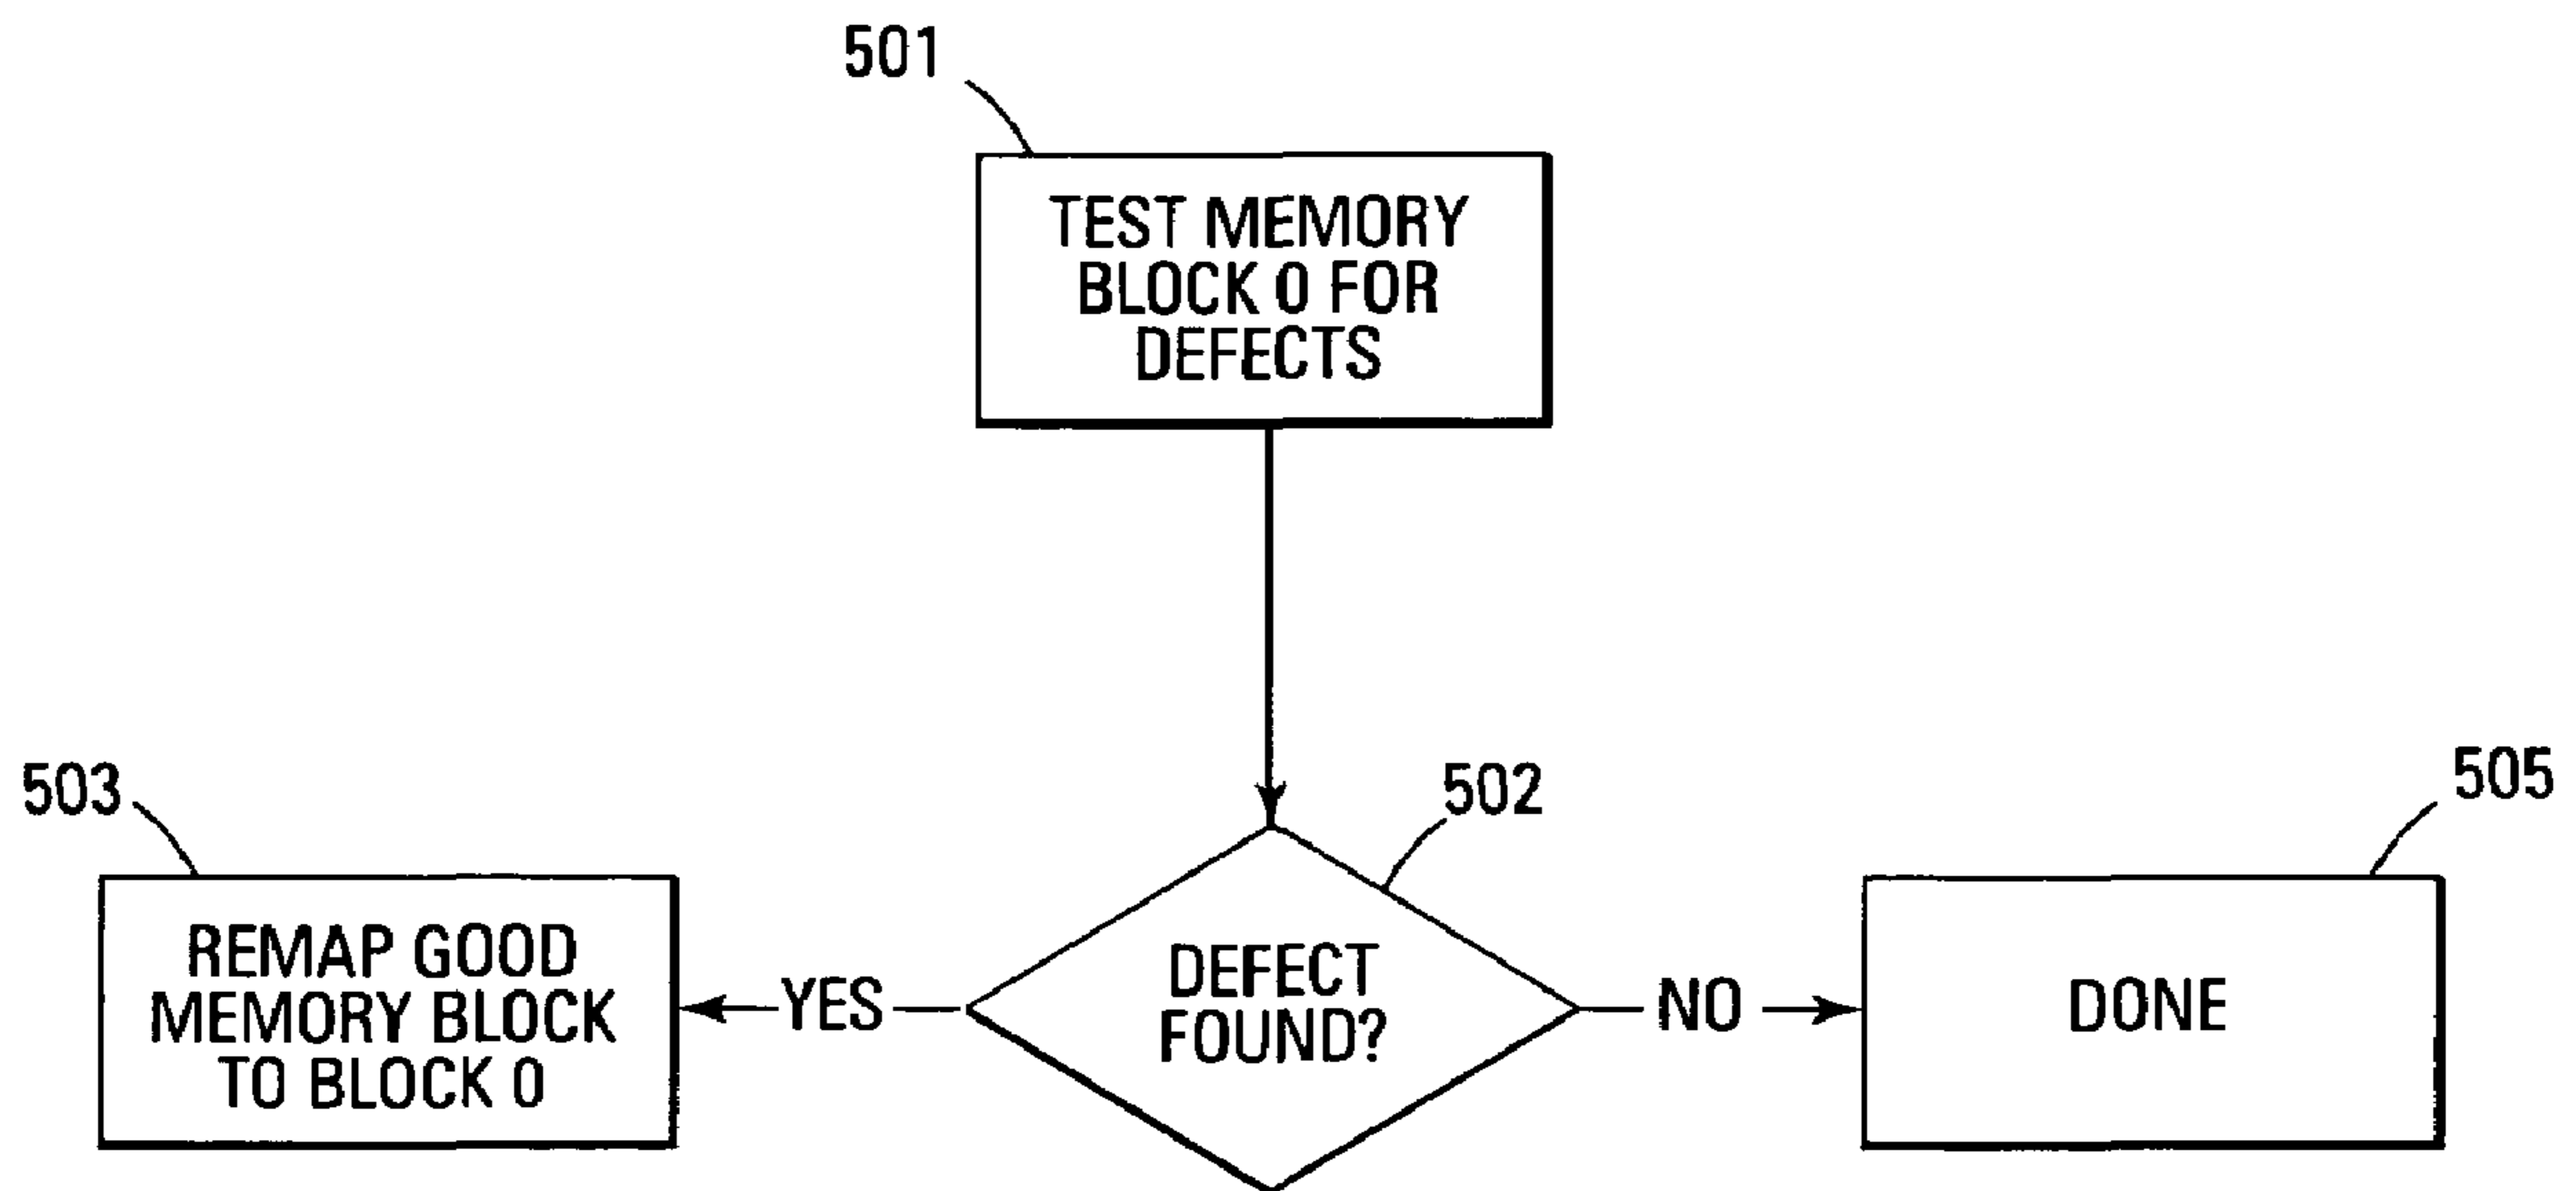 501
TEST MEMORY
BLOCK 0 FOR
DEFECTS
503
502
505
REMAP GOOD
MEMORY BLOCK
TO BLOCK 0
YES
DEFECT
FOUND?
NO
DONE